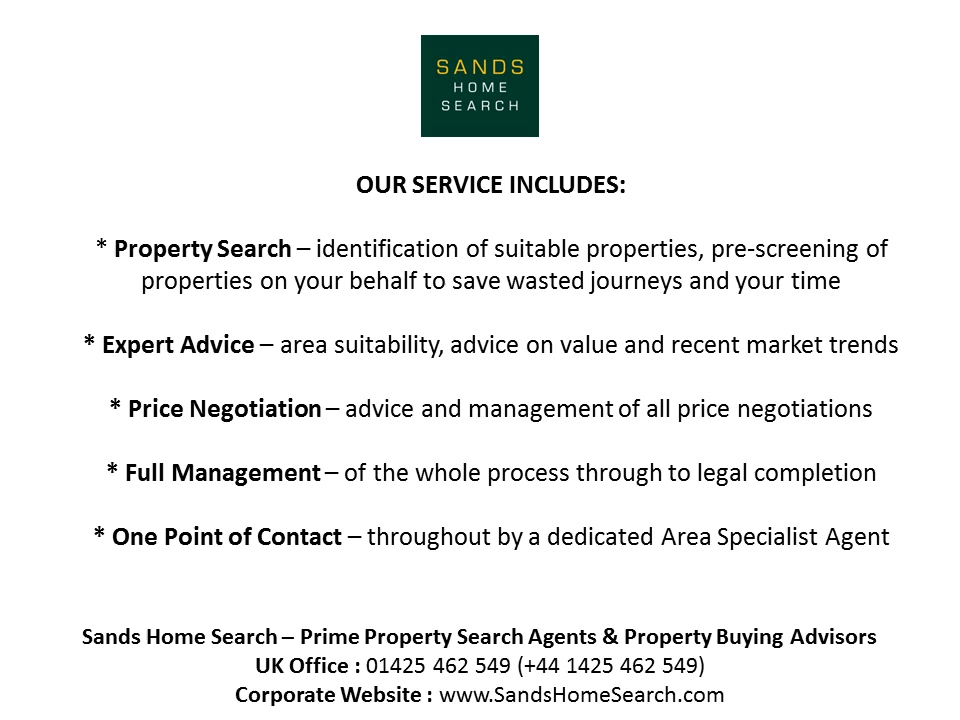 SANDS
HOME
SEARCH
OUR SERVICE INCLUDES:
* Property Search – identification of suitable properties, pre-screening of
properties on your behalf to save wasted journeys and your time
* Expert Advice – area suitability, advice on value and recent market trends
* Price Negotiation – advice and management of all price negotiations
* Full Management – of the whole process through to legal completion
* One Point of Contact – throughout by a dedicated Area Specialist Agent
Sands Home Search – Prime Property Search Agents & Property Buying Advisors
UK Office : 01425 462 549 (+44 1425 462 549)
Corporate Website : www.SandsHomeSearch.com